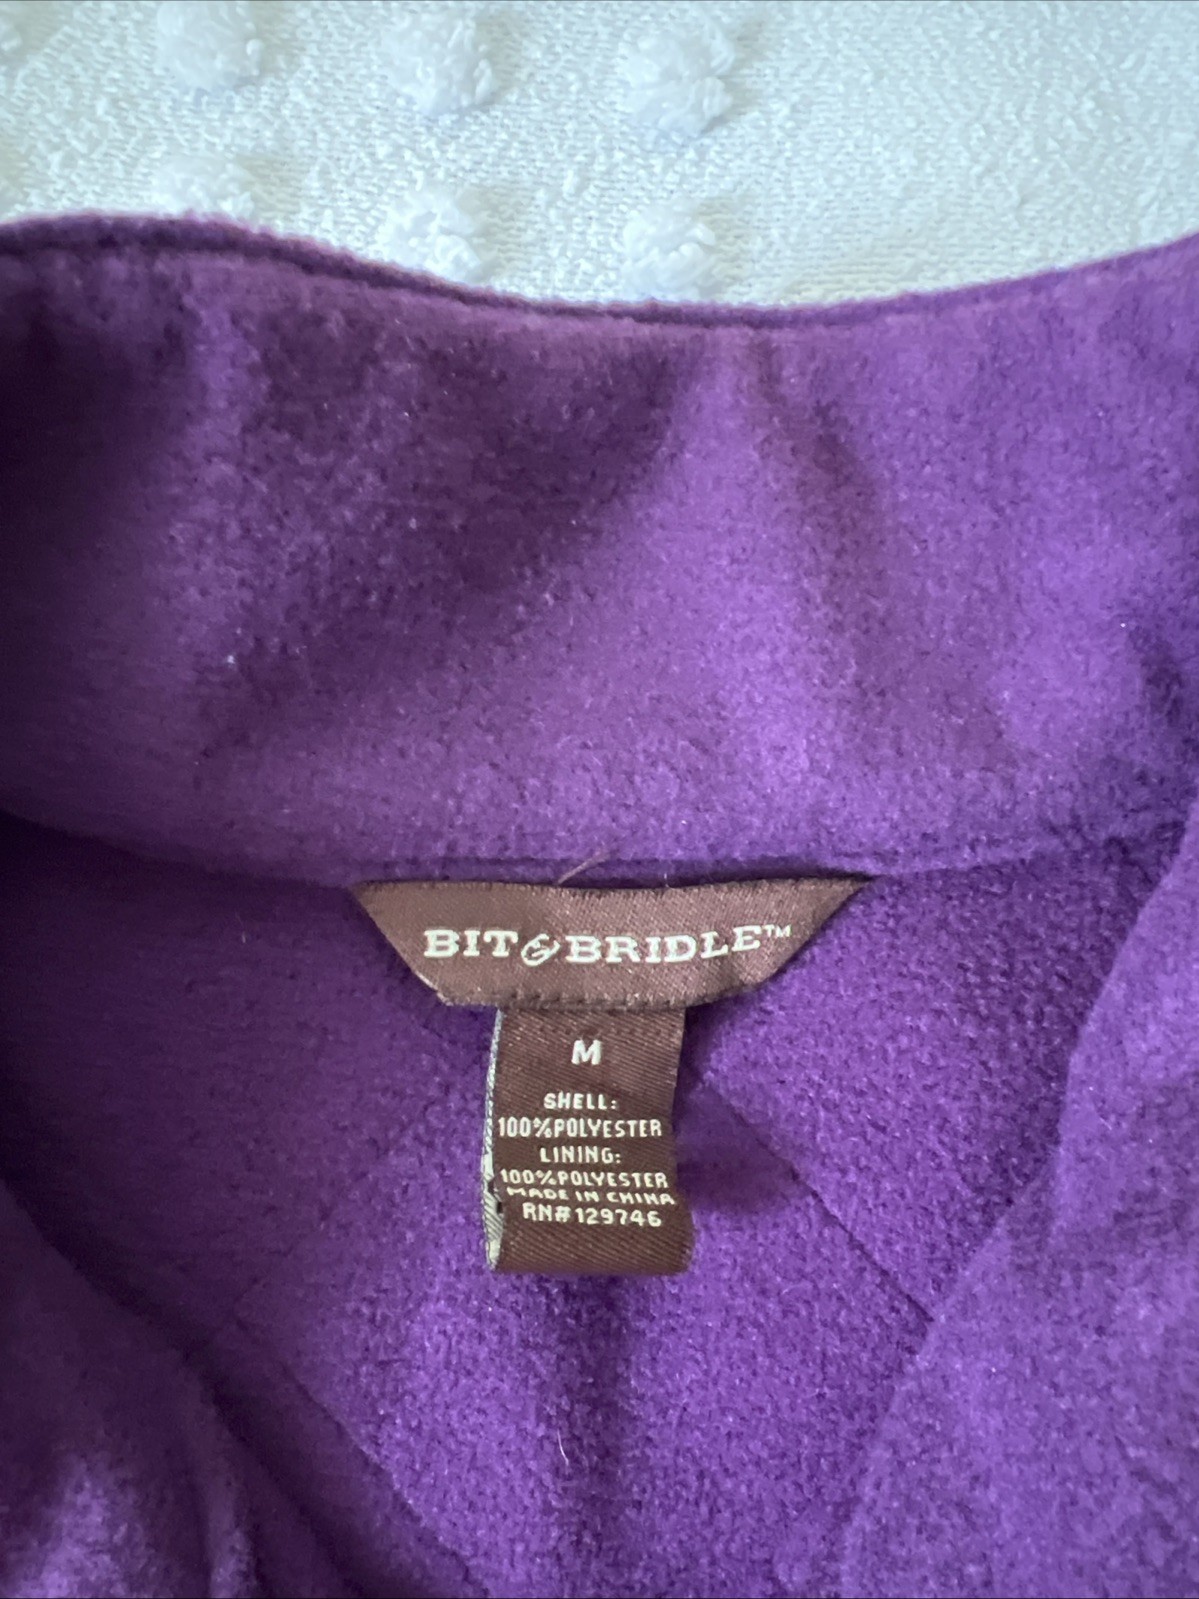 BIT & BRIDLE™
M
SHELL:
100%POLYESTER
LINING:
100%POLYESTER
MADE IN CHINA
RN#129746